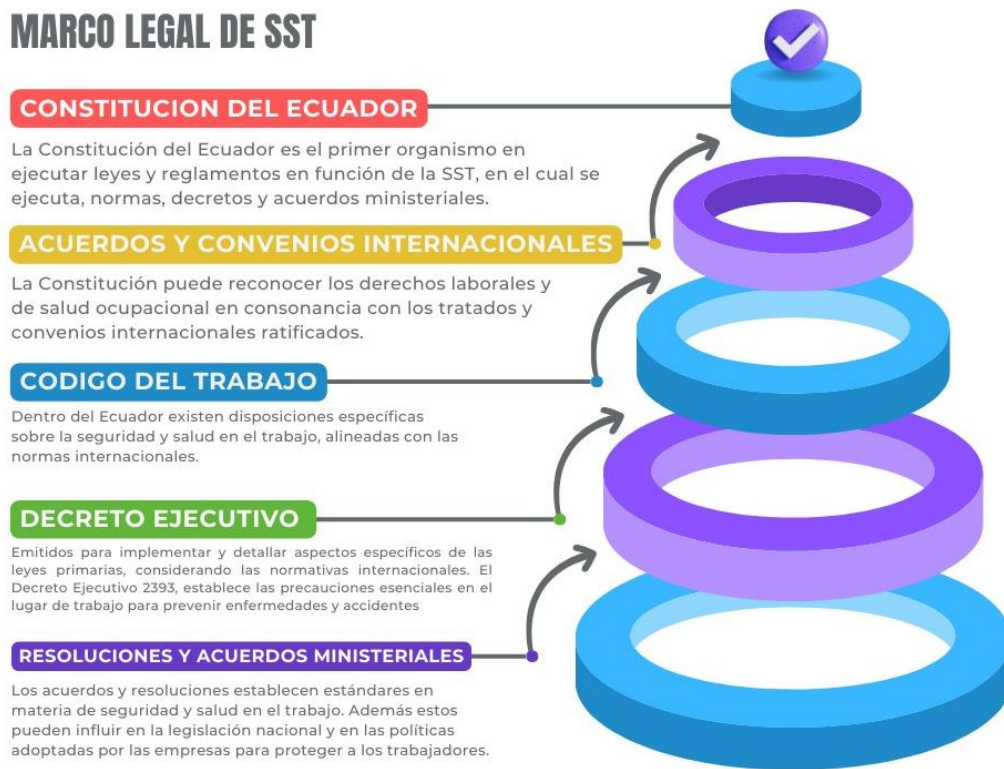 MARCO LEGAL DE SST
CONSTITUCION DEL ECUADOR
La Constitución del Ecuador es el primer organismo en
ejecutar leyes y reglamentos en función de la SST, en el cual se
ejecuta, normas, decretos y acuerdos ministeriales.
ACUERDOS Y CONVENIOS INTERNACIONALES
La Constitución puede reconocer los derechos laborales y
de salud ocupacional en consonancia con los tratados y
convenios internacionales ratificados.
CODIGO DEL TRABAJO
Dentro del Ecuador existen disposiciones específicas
sobre la seguridad y salud en el trabajo, alineadas con las
normas internacionales.
DECRETO EJECUTIVO
Emitidos para implementar y detallar aspectos específicos de las
leyes primarias, considerando las normativas internacionales. El
Decreto Ejecutivo 2393, establece las precauciones esenciales en el
lugar de trabajo para prevenir enfermedades y accidentes
RESOLUCIONES Y ACUERDOS MINISTERIALES
Los acuerdos y resoluciones establecen estándares en
materia de seguridad y salud en el trabajo. Además estos
pueden influir en la legislación nacional y en las políticas
adoptadas por las empresas para proteger a los trabajadores.